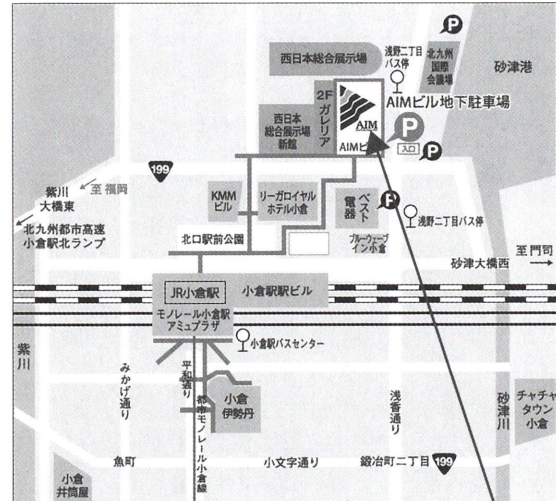 西日本総合展示場
浅野二丁目
バス停
P
北九州
国際
会議場
砂津港
AIMビル地下駐車場
2Fガレリア
西日本
総合展示場
新館
AIM
AIMビ
P
入口
P
199
紫川
大橋東
至 福岡
北九州都市高速
小倉駅北ランプ
KMM
ビル
リーガロイヤル
ホテル小倉
ベスト
電器
P
浅野二丁目バス停
ブルーウェーブ
イン小倉
北口駅前公園
至 門司
砂津大橋西
JR小倉駅
小倉駅駅ビル
モノレール小倉駅
アミュプラザ
小倉駅バスセンター
紫川
みかげ通り
平和通り
都市モノレール小倉線
小倉
伊勢丹
浅香通り
砂津川
チャチャ
タウン
小倉
魚町
小文字通り
鍛冶町二丁目
199
小倉
井筒屋